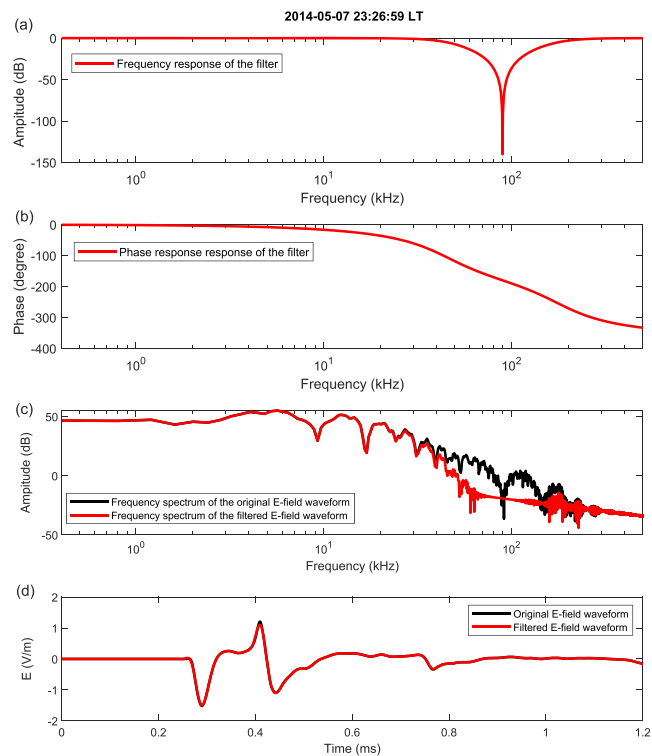 2014-05-07 23:26:59 LT
(a)
0
-50
-100
-150
Amplitude (dB)
Frequency response of the filter
10^0
10^1
10^2
Frequency (kHz)
(b)
0
-100
-200
-300
-400
Phase (degree)
Phase response response of the filter
10^0
10^1
10^2
Frequency (kHz)
(c)
50
0
-50
Amplitude (dB)
Frequency spectrum of the original E-field waveform
Frequency spectrum of the filtered E-field waveform
10^0
10^1
10^2
Frequency (kHz)
(d)
2
1
0
-1
-2
E (V/m)
Original E-field waveform
Filtered E-field waveform
0
0.2
0.4
0.6
0.8
1
1.2
Time (ms)